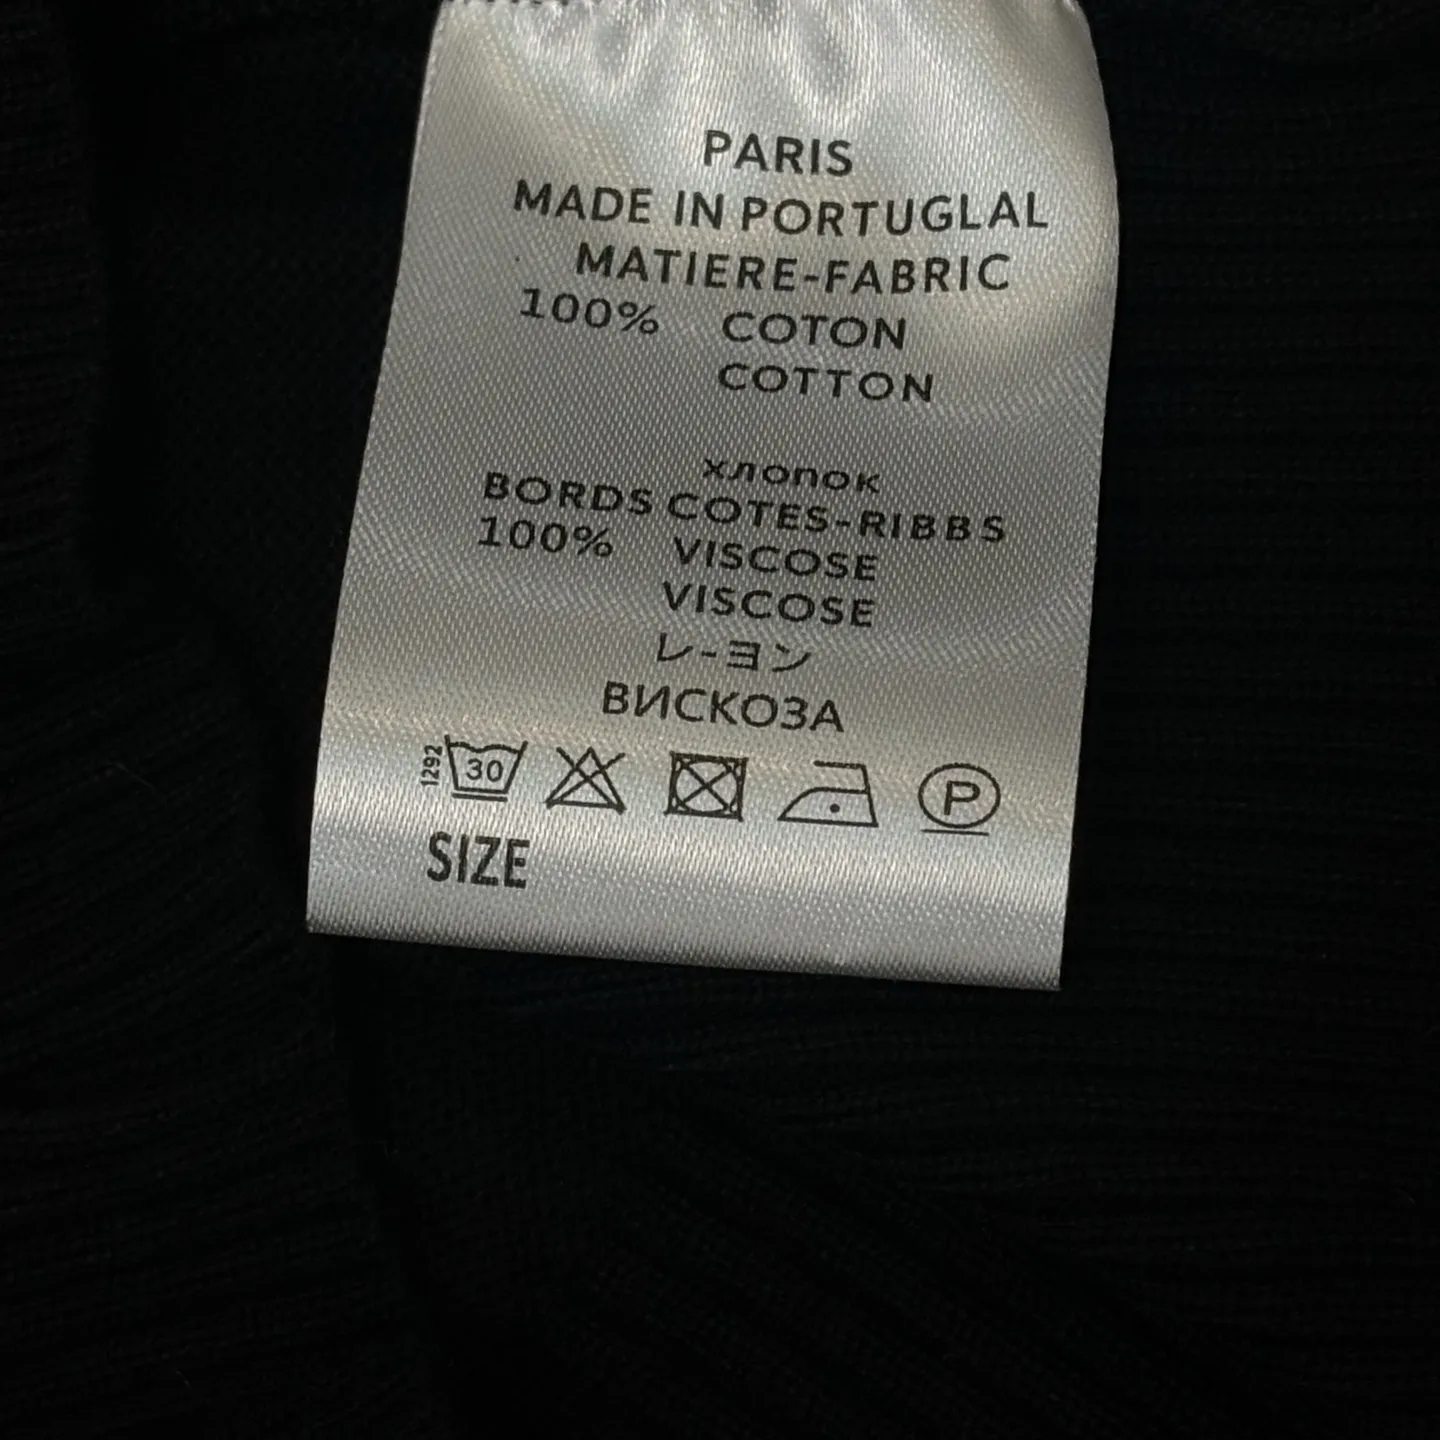 PARIS
MADE IN PORTUGLAL
MATIERE-FABRIC
100% COTON
COTTON
хлопок
BORDS COTES-RIBBS
100% VISCOSE
VISCOSE
レ-ヨン
ВИСКОЗА
1292 30 P
SIZE